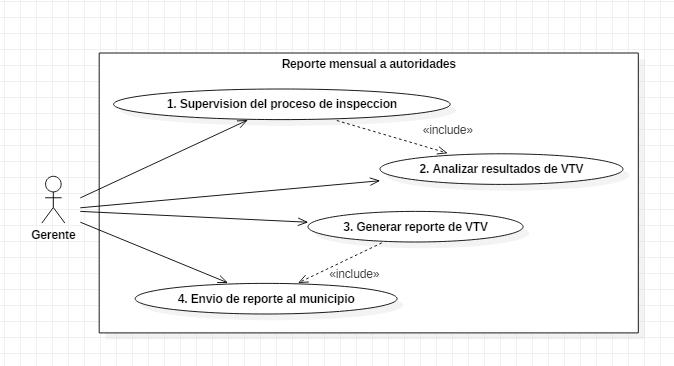 Reporte mensual a autoridades
1. Supervision del proceso de inspeccion
«include»
2. Analizar resultados de VTV
3. Generar reporte de VTV
Gerente
«include»
4. Envio de reporte al municipio